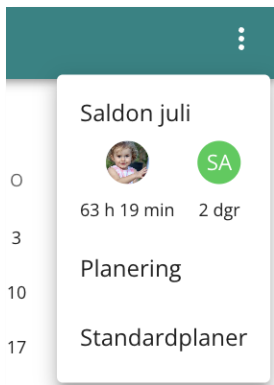 Saldon juli
SA
63 h 19 min 2 dgr
Planering
Standardplaner
O
3
10
17